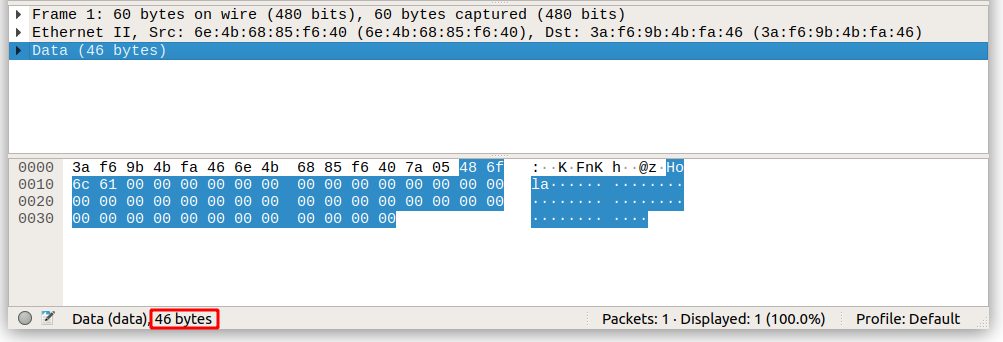 Frame 1: 60 bytes on wire (480 bits), 60 bytes captured (480 bits)
Ethernet II, Src: 6e:4b:68:85:f6:40 (6e:4b:68:85:f6:40), Dst: 3a:f6:9b:4b:fa:46 (3a:f6:9b:4b:fa:46)
Data (46 bytes)
0000 3a f6 9b 4b fa 46 6e 4b 68 85 f6 40 7a 05 48 6f :··K·FnK h··@z·Ho
0010 6c 61 00 00 00 00 00 00 00 00 00 00 00 00 00 00 la······ ········
0020 00 00 00 00 00 00 00 00 00 00 00 00 00 00 00 00 ········ ········
0030 00 00 00 00 00 00 00 00 00 00 00 00 ········ ····
Data (data), 46 bytes Packets: 1 · Displayed: 1 (100.0%) Profile: Default